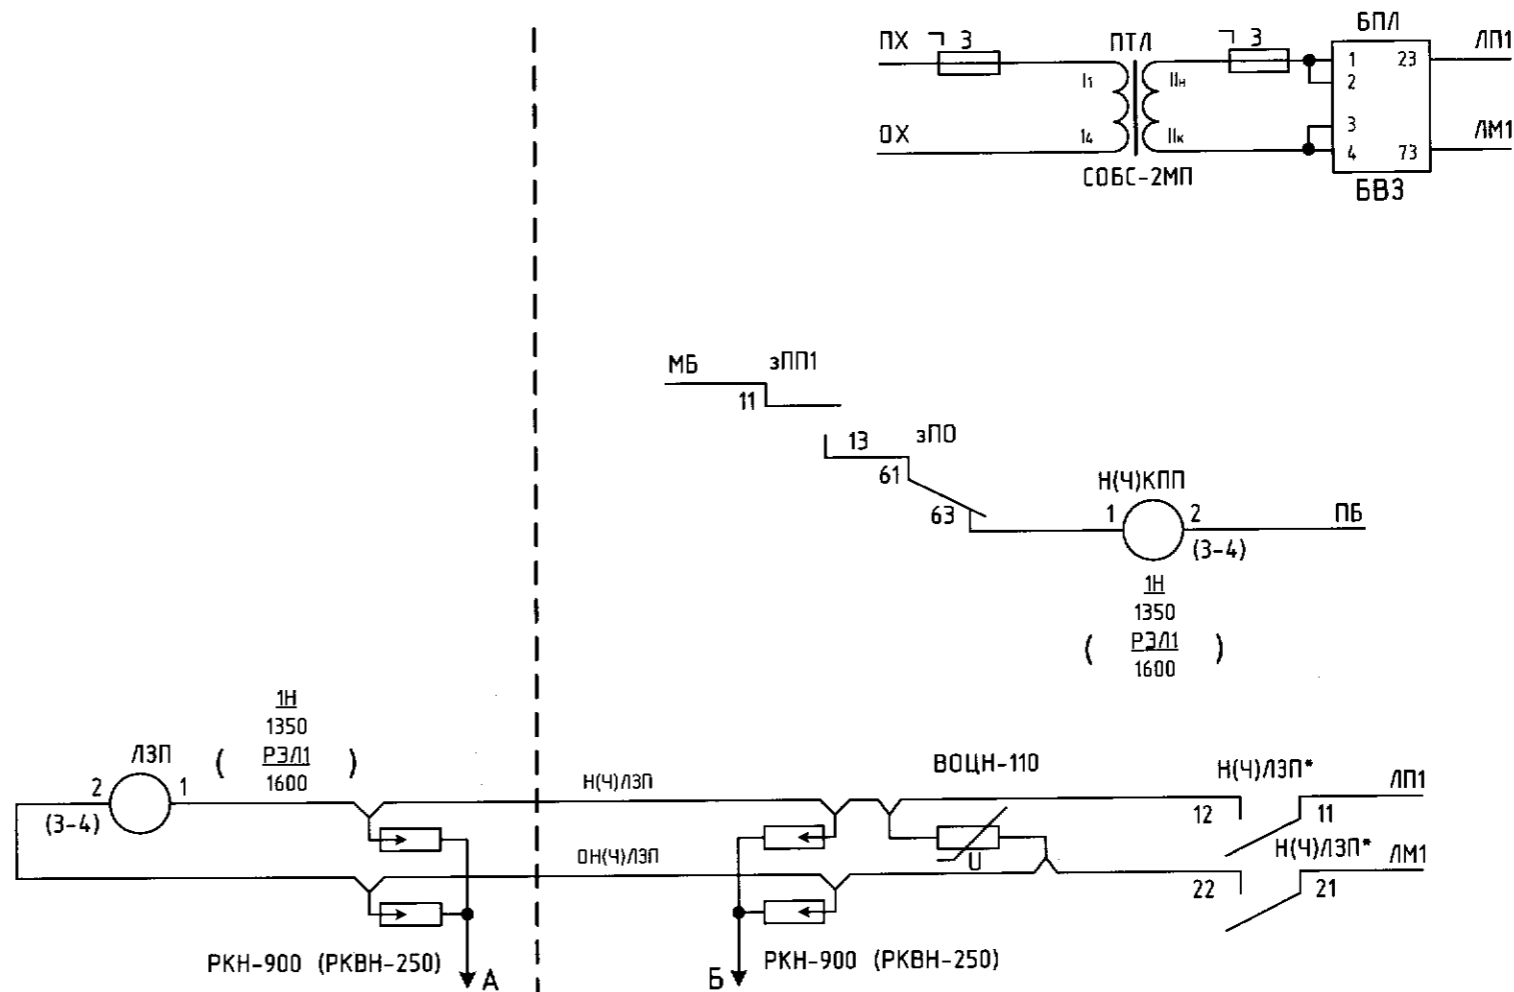 БПЛ
ПХ
З
ПТЛ
З
ЛП1
1
23
I1
IIн
2
3
ОХ
14
IIк
4
73
ЛМ1
СОБС-2МП
БВЗ
МБ
зПП1
11
13
зПО
61
63
Н(Ч)КПП
1
2
ПБ
(3-4)
1Н
1350
( РЭЛ1 )
1600
1Н
1350
ЛЗП
( РЭЛ1 )
1600
2
1
(3-4)
Н(Ч)ЛЗП
ВОЦН-110
Н(Ч)ЛЗП*
ЛП1
12
11
U
ОН(Ч)ЛЗП
Н(Ч)ЛЗП*
ЛМ1
22
21
РКН-900 (РКВН-250)
А
Б
РКН-900 (РКВН-250)